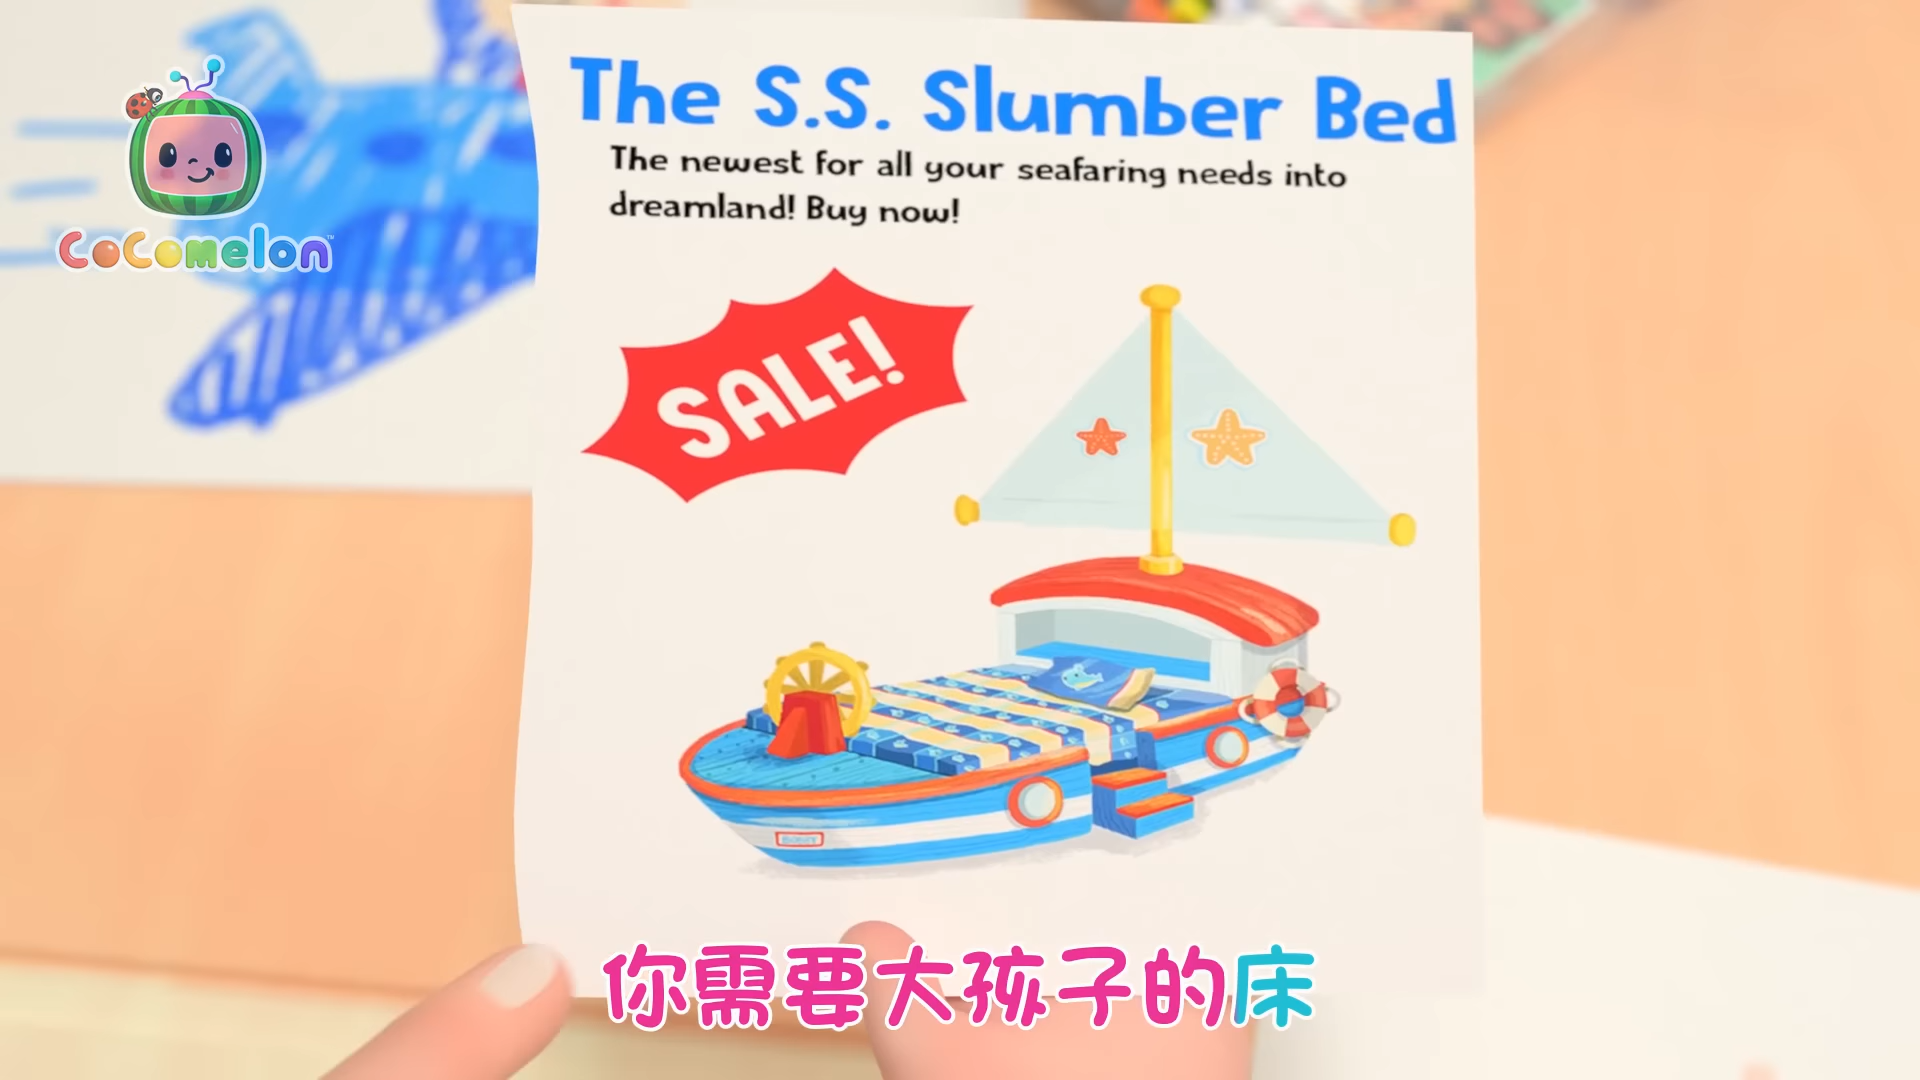 CoComelon
The S.S. Slumber Bed
The newest for all your seafaring needs into
dreamland! Buy now!
SALE!
你需要大孩子的床